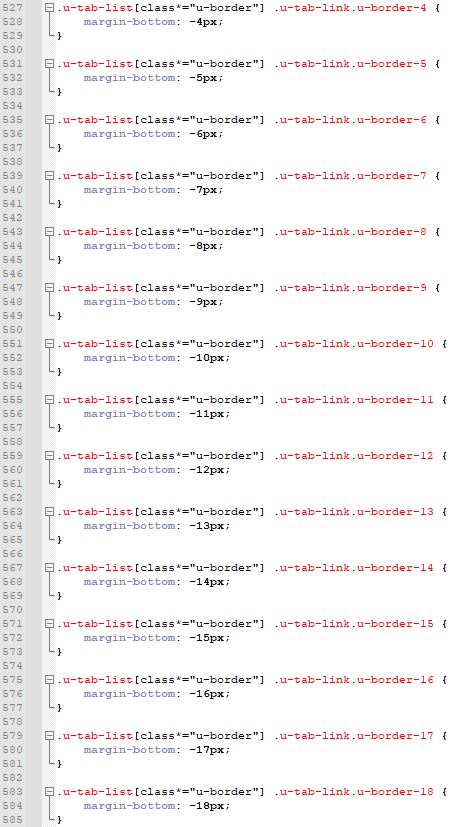 527 .u-tab-list[class*="u-border"] .u-tab-link.u-border-4 {
528 margin-bottom: -4px;
529 }
530
531 .u-tab-list[class*="u-border"] .u-tab-link.u-border-5 {
532 margin-bottom: -5px;
533 }
534
535 .u-tab-list[class*="u-border"] .u-tab-link.u-border-6 {
536 margin-bottom: -6px;
537 }
538
539 .u-tab-list[class*="u-border"] .u-tab-link.u-border-7 {
540 margin-bottom: -7px;
541 }
542
543 .u-tab-list[class*="u-border"] .u-tab-link.u-border-8 {
544 margin-bottom: -8px;
545 }
546
547 .u-tab-list[class*="u-border"] .u-tab-link.u-border-9 {
548 margin-bottom: -9px;
549 }
550
551 .u-tab-list[class*="u-border"] .u-tab-link.u-border-10 {
552 margin-bottom: -10px;
553 }
554
555 .u-tab-list[class*="u-border"] .u-tab-link.u-border-11 {
556 margin-bottom: -11px;
557 }
558
559 .u-tab-list[class*="u-border"] .u-tab-link.u-border-12 {
560 margin-bottom: -12px;
561 }
562
563 .u-tab-list[class*="u-border"] .u-tab-link.u-border-13 {
564 margin-bottom: -13px;
565 }
566
567 .u-tab-list[class*="u-border"] .u-tab-link.u-border-14 {
568 margin-bottom: -14px;
569 }
570
571 .u-tab-list[class*="u-border"] .u-tab-link.u-border-15 {
572 margin-bottom: -15px;
573 }
574
575 .u-tab-list[class*="u-border"] .u-tab-link.u-border-16 {
576 margin-bottom: -16px;
577 }
578
579 .u-tab-list[class*="u-border"] .u-tab-link.u-border-17 {
580 margin-bottom: -17px;
581 }
582
583 .u-tab-list[class*="u-border"] .u-tab-link.u-border-18 {
584 margin-bottom: -18px;
585 }